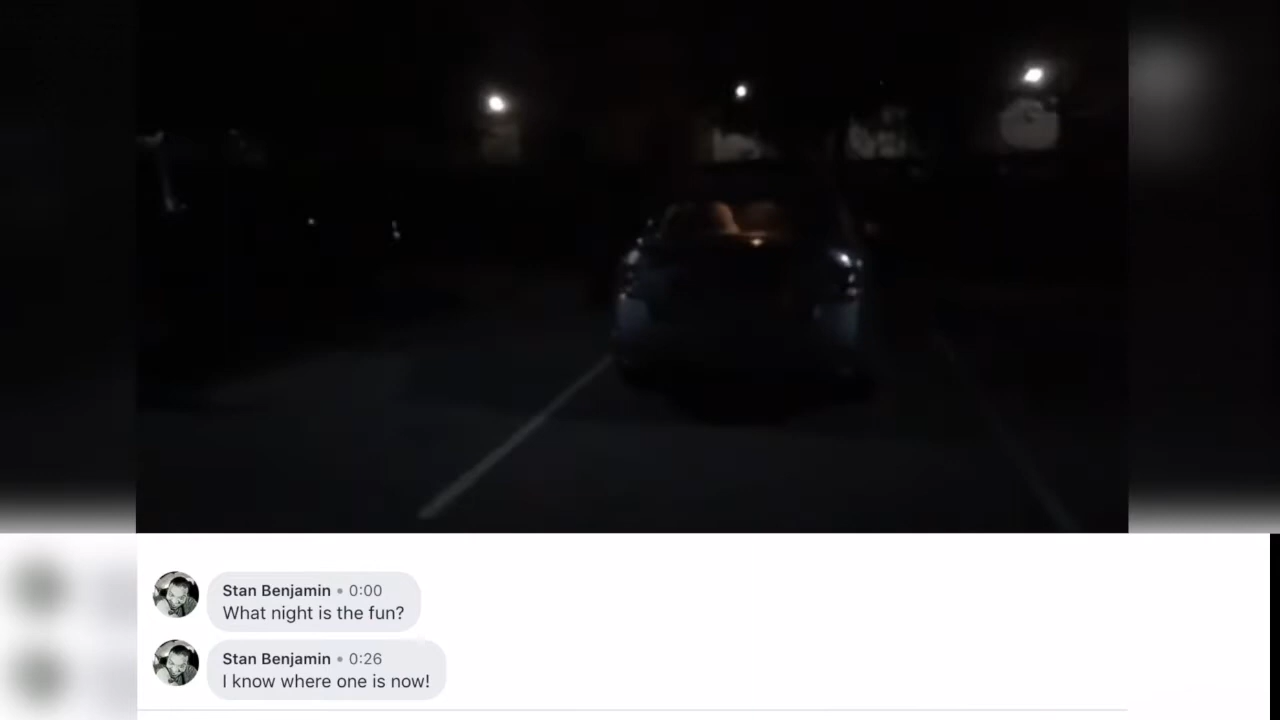 Stan Benjamin • 0:00
What night is the fun?
Stan Benjamin • 0:26
I know where one is now!